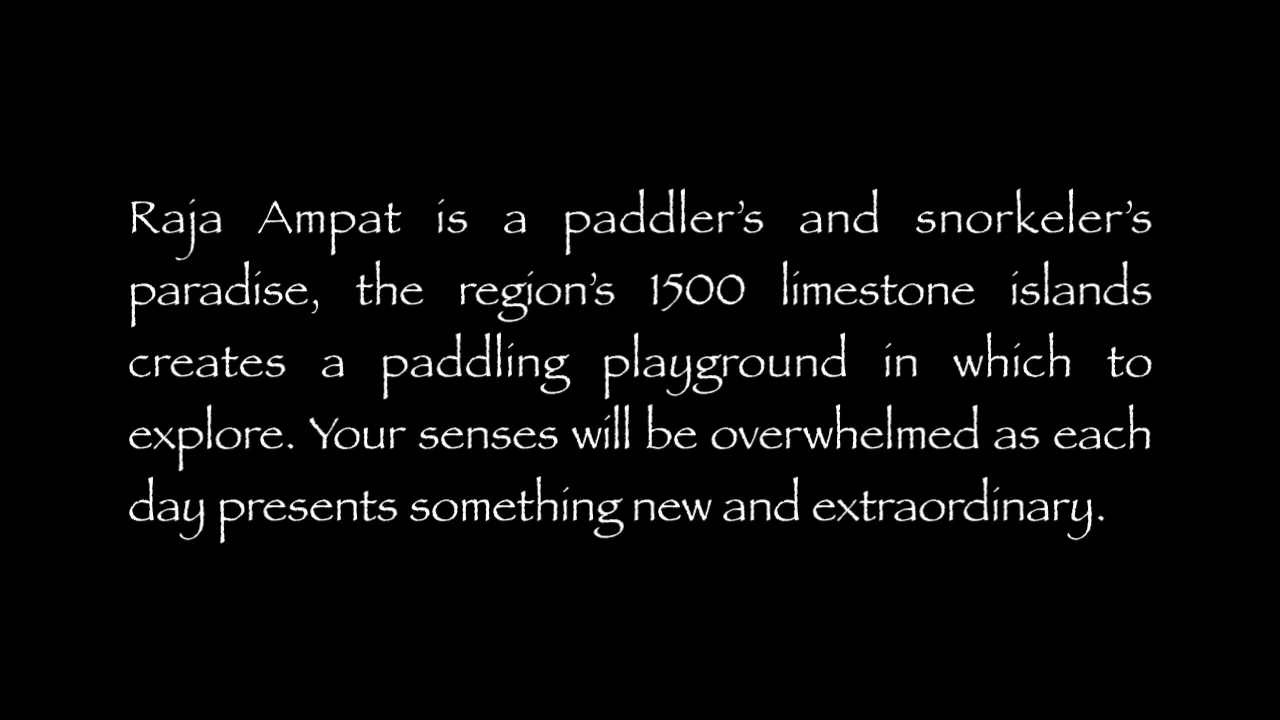 Raja Ampat is a paddler’s and snorkeler’s
paradise, the region’s 1500 limestone islands
creates a paddling playground in which to
explore. Your senses will be overwhelmed as each
day presents something new and extraordinary.